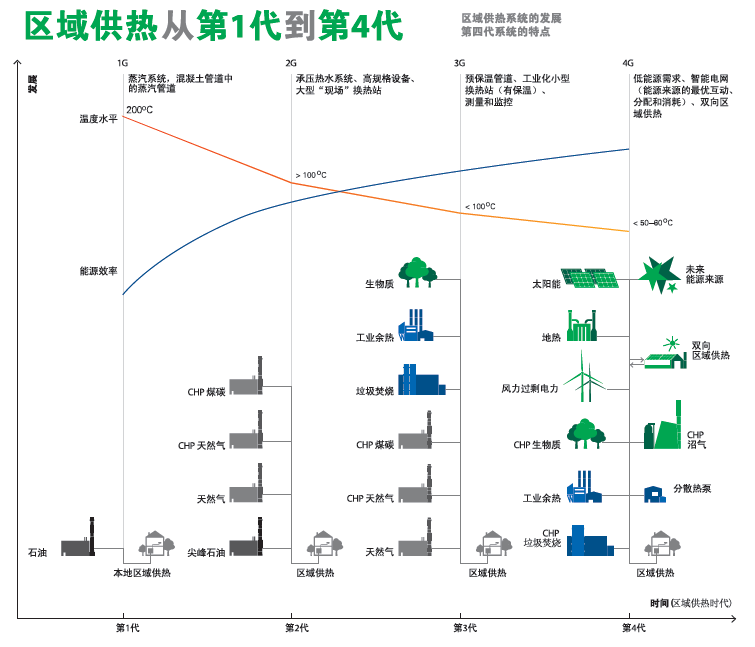 区域供热从第1代到第4代
区域供热系统的发展
第四代系统的特点
发展
1G
蒸汽系统，混凝土管道中
的蒸汽管道
2G
承压热水系统、高规格设备、
大型“现场”换热站
3G
预保温管道、工业化小型
换热站（有保温）、
测量和监控
4G
低能源需求、智能电网
（能源来源的最优互动、
分配和消耗）、双向区
域供热
温度水平
200ºC
> 100ºC
< 100ºC
< 50–60ºC
能源效率
生物质
太阳能
未来
能源来源
工业余热
地热
双向
区域供热
CHP 煤碳
垃圾焚烧
风力过剩电力
CHP 天然气
CHP 煤碳
CHP 生物质
CHP
沼气
天然气
CHP 天然气
工业余热
分散热泵
石油
本地区域供热
尖峰石油
区域供热
天然气
区域供热
CHP
垃圾焚烧
区域供热
时间（区域供热时代）
第1代
第2代
第3代
第4代